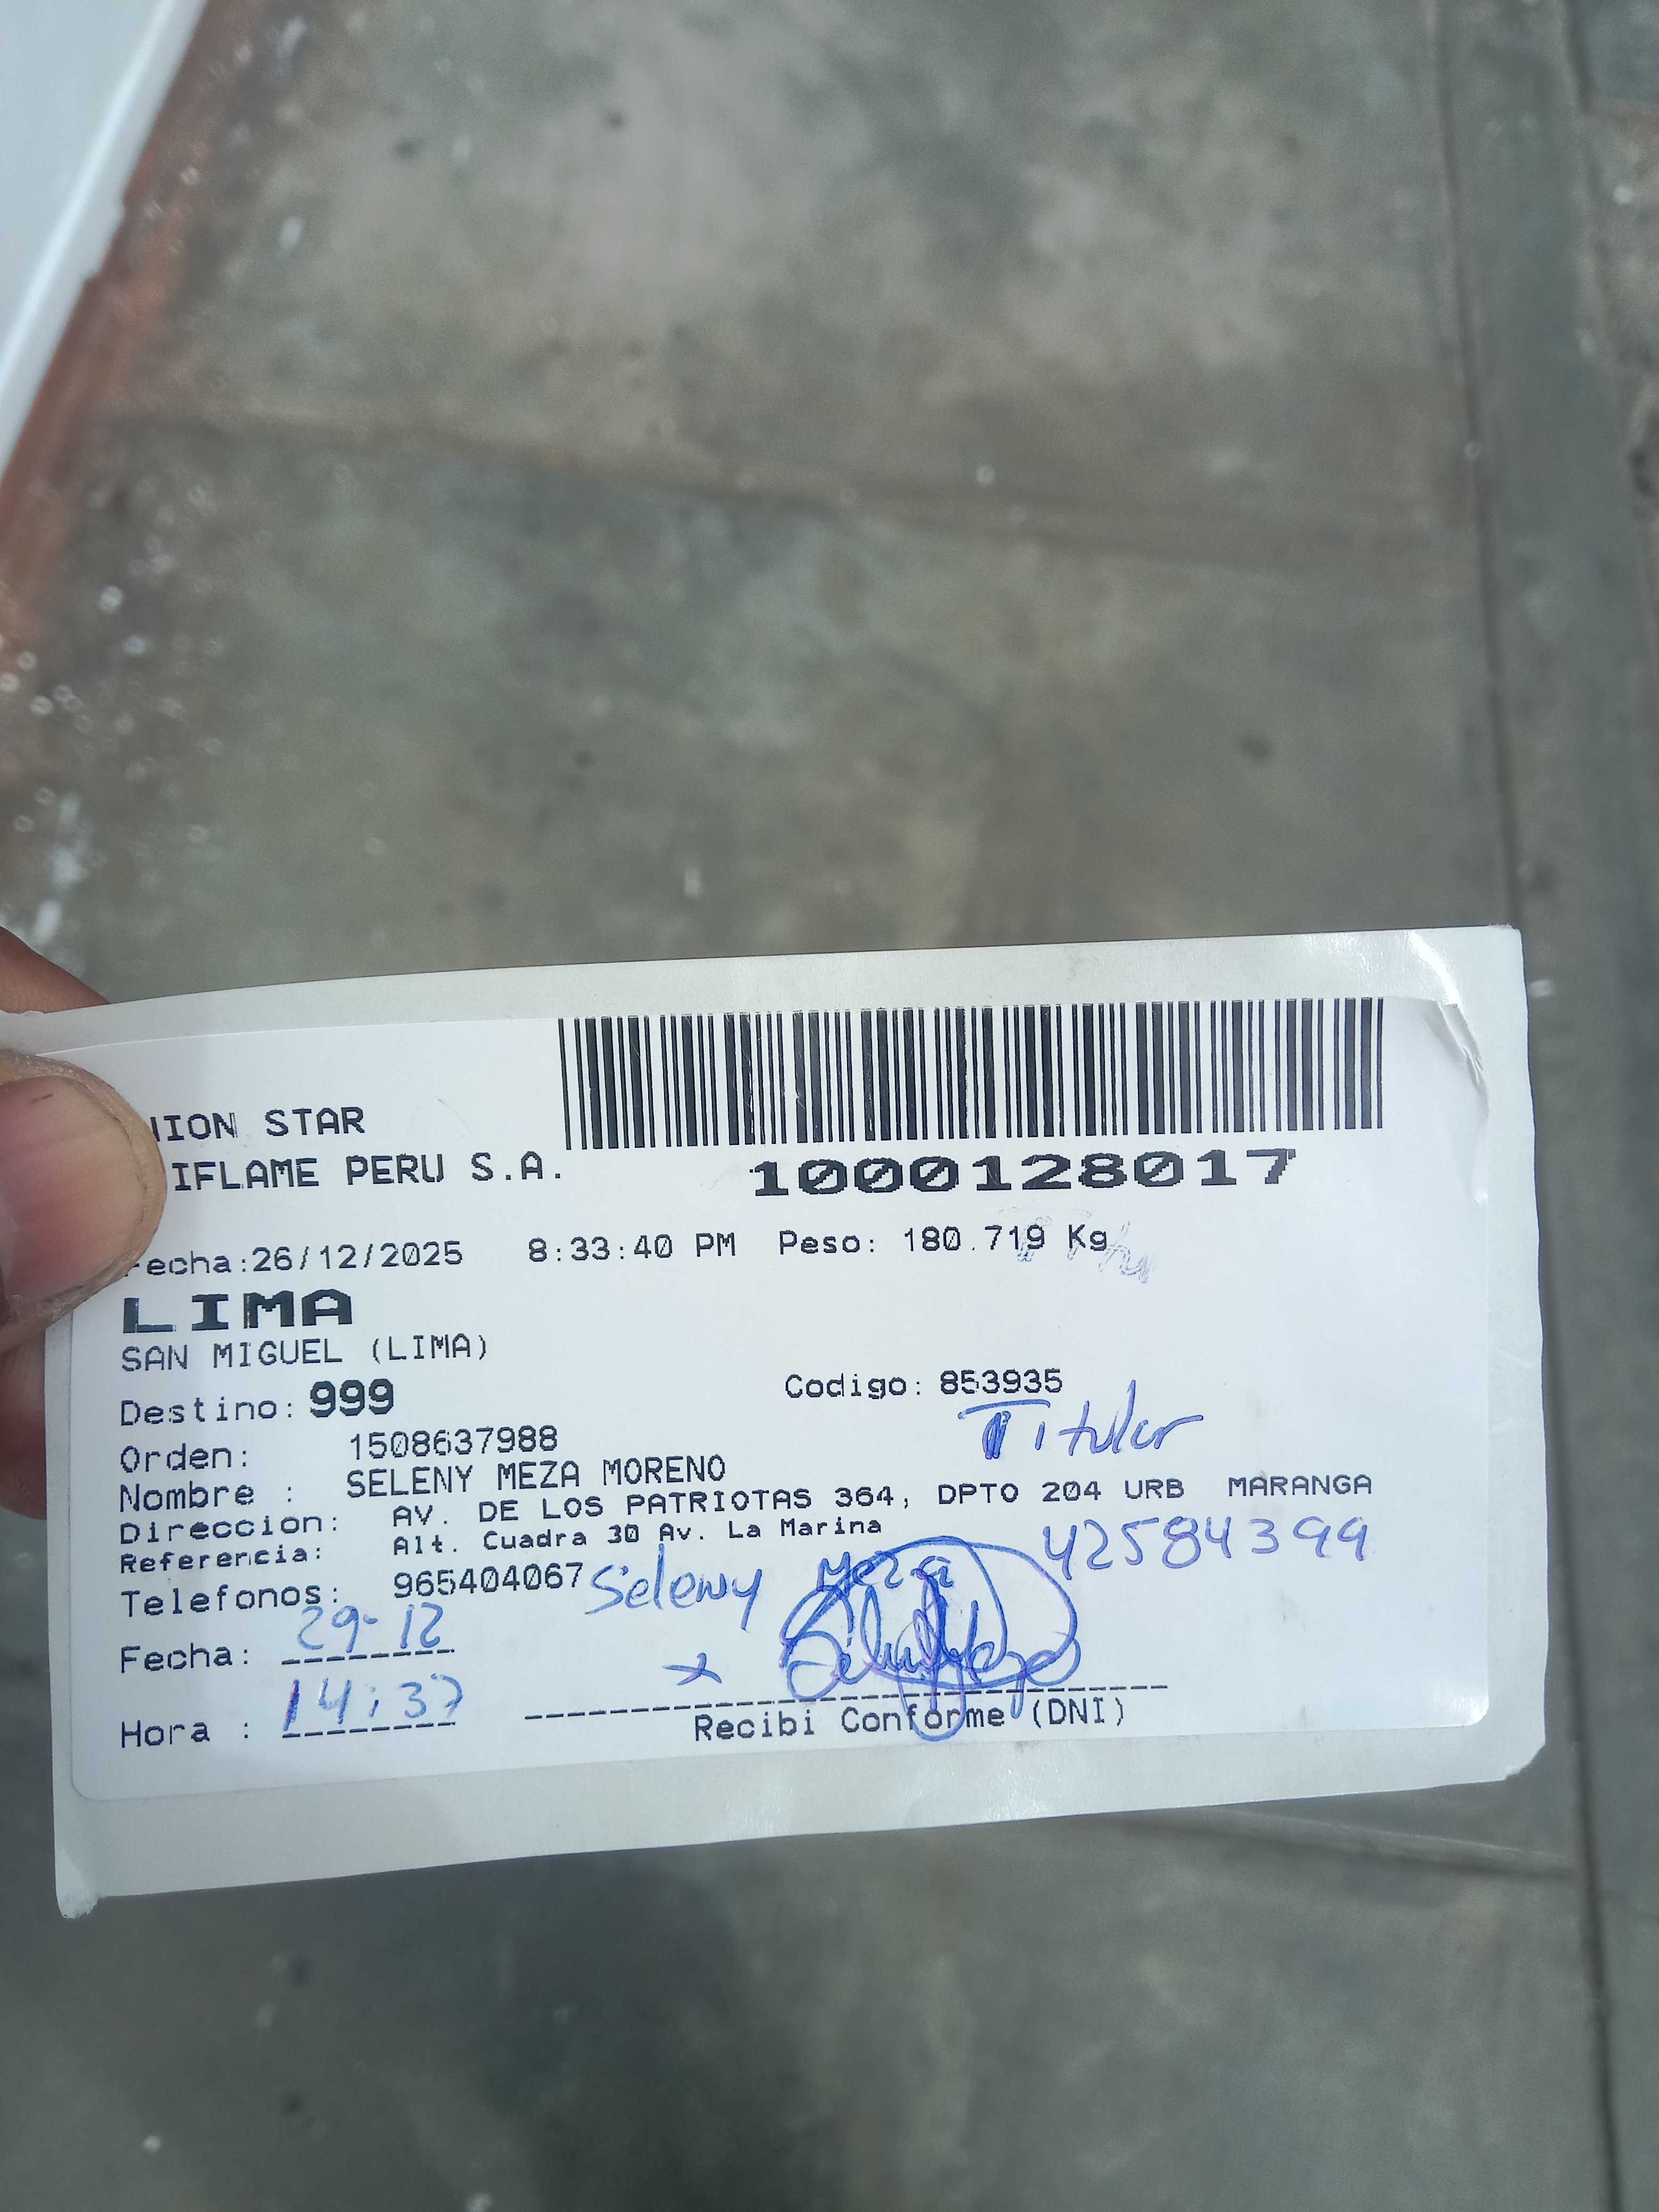 NION STAR
IFLAME PERU S.A.
1000128017
Fecha:26/12/2025 8:33:40 PM Peso: 180.719 Kg
LIMA
SAN MIGUEL (LIMA)
Destino: 999 Codigo: 853935
Titular
Orden: 1508637988
Nombre : SELENY MEZA MORENO
Direccion: AV. DE LOS PATRIOTAS 364, DPTO 204 URB MARANGA
Referencia: Alt. Cuadra 30 Av. La Marina
42584399
Telefonos: 965404067
Seleny Meza
Fecha: 29-12
Hora : 14:37
Recibi Conforme (DNI)